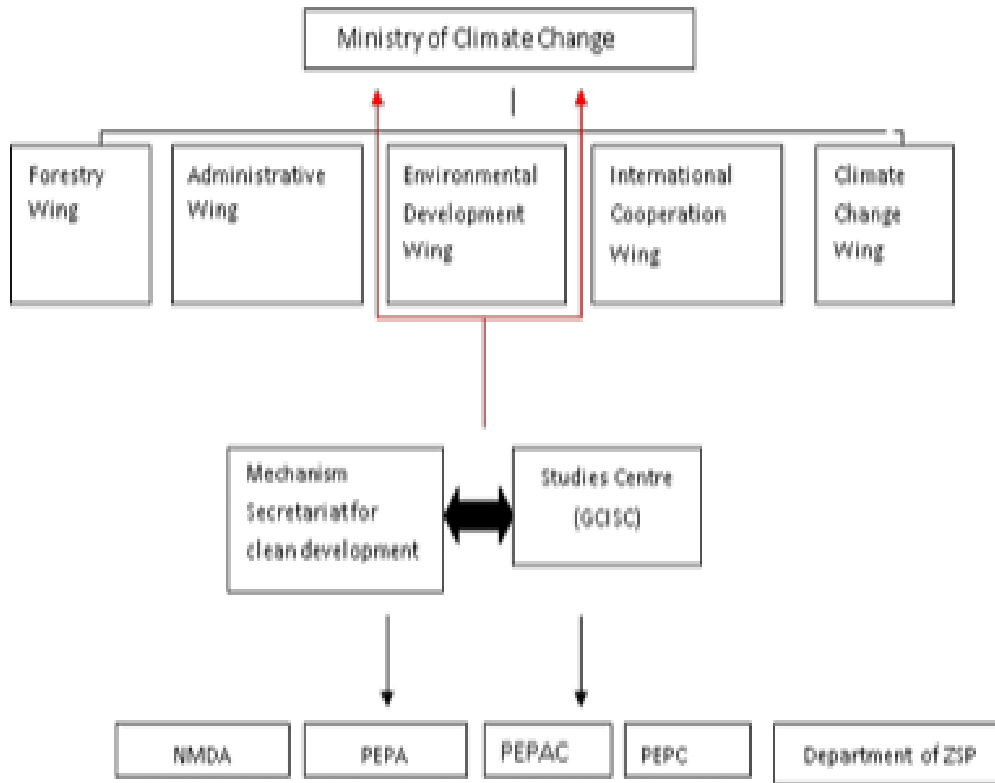 Ministry of Climate Change
Forestry
Wing
Administrative
Wing
Environmental
Development
Wing
International
Cooperation
Wing
Climate
Change
Wing
Mechanism
Secretariat for
clean development
Studies Centre
(GCISC)
NMDA
PEPA
PEPAC
PEPC
Department of ZSP